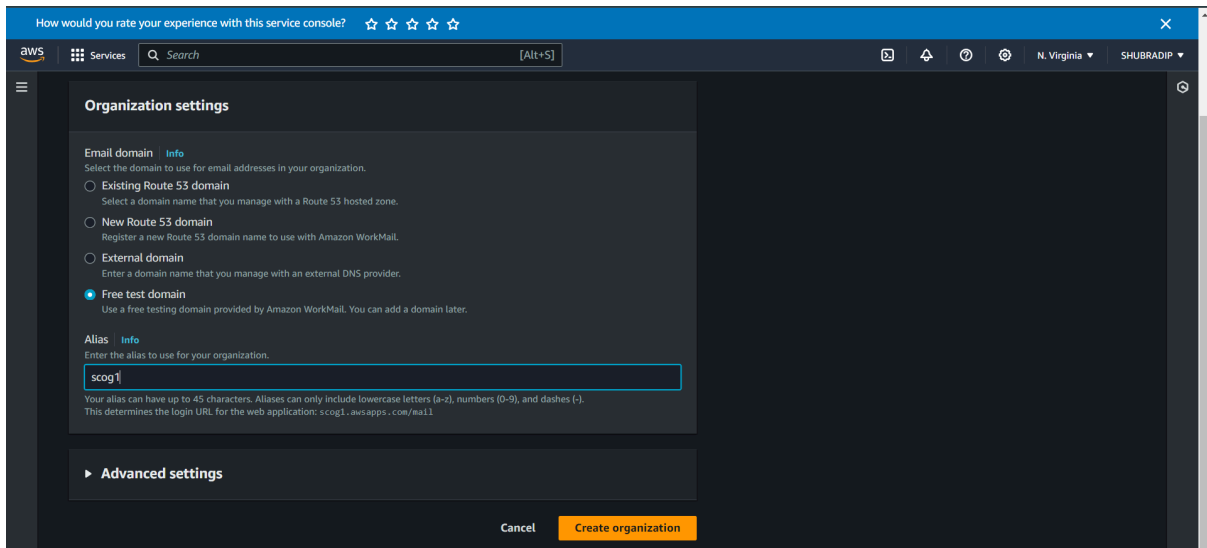 How would you rate your experience with this service console?
aws
Services
Search
[Alt+S]
N. Virginia
SHUBRADIP
Organization settings
Email domain
Info
Select the domain to use for email addresses in your organization.
Existing Route 53 domain
Select a domain name that you manage with a Route 53 hosted zone.
New Route 53 domain
Register a new Route 53 domain name to use with Amazon WorkMail.
External domain
Enter a domain name that you manage with an external DNS provider.
Free test domain
Use a free testing domain provided by Amazon WorkMail. You can add a domain later.
Alias
Info
Enter the alias to use for your organization.
scog1
Your alias can have up to 45 characters. Aliases can only include lowercase letters (a-z), numbers (0-9), and dashes (-).
This determines the login URL for the web application: scog1.awsapps.com/mail
Advanced settings
Cancel
Create organization